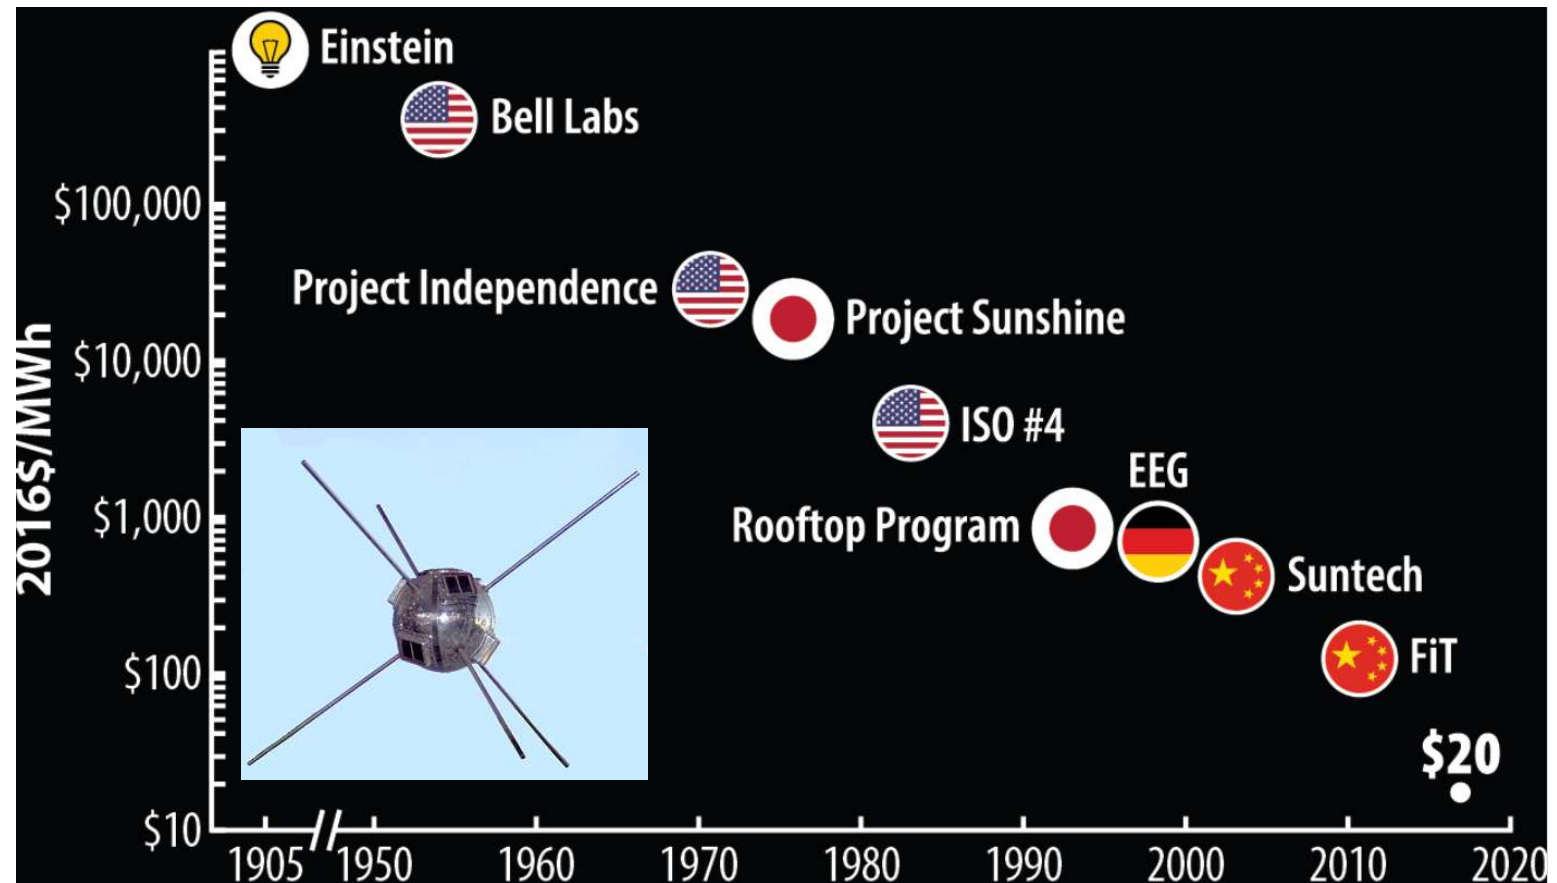 Einstein
Bell Labs
$100,000
Project Independence
Project Sunshine
$10,000
ISO #4
EEG
$1,000
Rooftop Program
Suntech
$100
FiT
$20
$10
2016$/MWh
1905 1950 1960 1970 1980 1990 2000 2010 2020